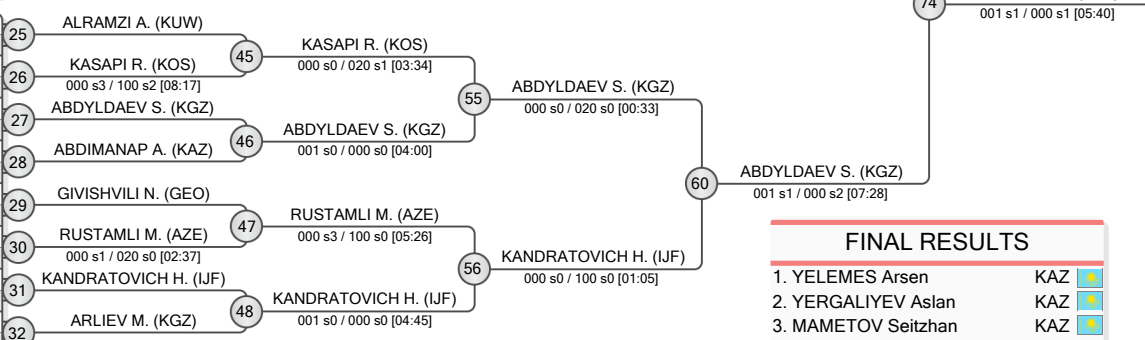 74
001 s1 / 000 s1 [05:40]
25
ALRAMZI A. (KUW)
45
KASAPI R. (KOS)
000 s0 / 020 s1 [03:34]
26
KASAPI R. (KOS)
000 s3 / 100 s2 [08:17]
55
ABDYLDAEV S. (KGZ)
000 s0 / 020 s0 [00:33]
27
ABDYLDAEV S. (KGZ)
46
ABDYLDAEV S. (KGZ)
001 s0 / 000 s0 [04:00]
28
ABDIMANAP A. (KAZ)
60
ABDYLDAEV S. (KGZ)
001 s1 / 000 s2 [07:28]
29
GIVISHVILI N. (GEO)
47
RUSTAMLI M. (AZE)
000 s3 / 100 s0 [05:26]
30
RUSTAMLI M. (AZE)
000 s1 / 020 s0 [02:37]
56
KANDRATOVICH H. (IJF)
000 s0 / 100 s0 [01:05]
31
KANDRATOVICH H. (IJF)
48
KANDRATOVICH H. (IJF)
001 s0 / 000 s0 [04:45]
32
ARLIEV M. (KGZ)
FINAL RESULTS
1. YELEMES Arsen KAZ
2. YERGALIYEV Aslan KAZ
3. MAMETOV Seitzhan KAZ